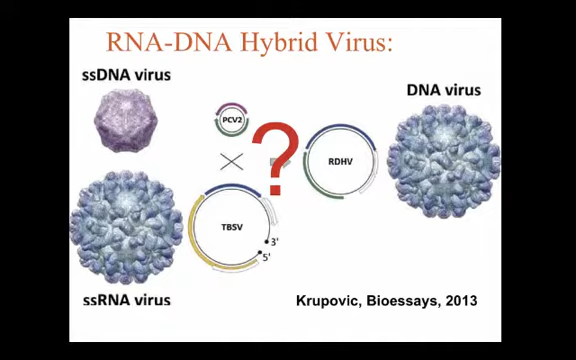 RNA-DNA Hybrid Virus:
ssDNA virus
DNA virus
PCV2
?
RDHV
TBSV
3'
5'
ssRNA virus
Krupovic, Bioessays, 2013